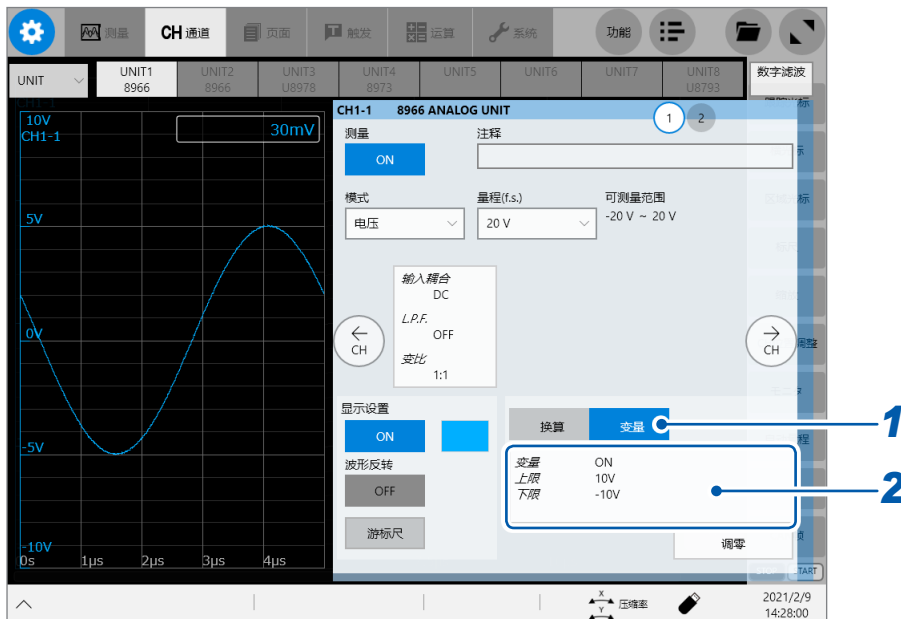 测量 CH 通道 页面 触发 运算 系统 功能
UNIT UNIT1 UNIT2 UNIT3 UNIT4 UNIT5 UNIT6 UNIT7 UNIT8 数字滤波
8966 8966 U8978 8973 U8793
CH1-1 8966 ANALOG UNIT 1 2
10V
CH1-1
30mV
测量 注释
ON
模式 量程(f.s.) 可测量范围
电压 20 V -20 V ~ 20 V
5V
输入耦合
DC
L.P.F.
OFF
变比
1:1
0V
← CH
→ CH
调整
显示设置
ON
换算 变量 1
-5V
波形反转
OFF
变量 ON
上限 10V
下限 -10V
2
游标尺
调零
-10V
0s 1μs 2μs 3μs 4μs
STOP START
X
Y
压缩率
2021/2/9
14:28:00